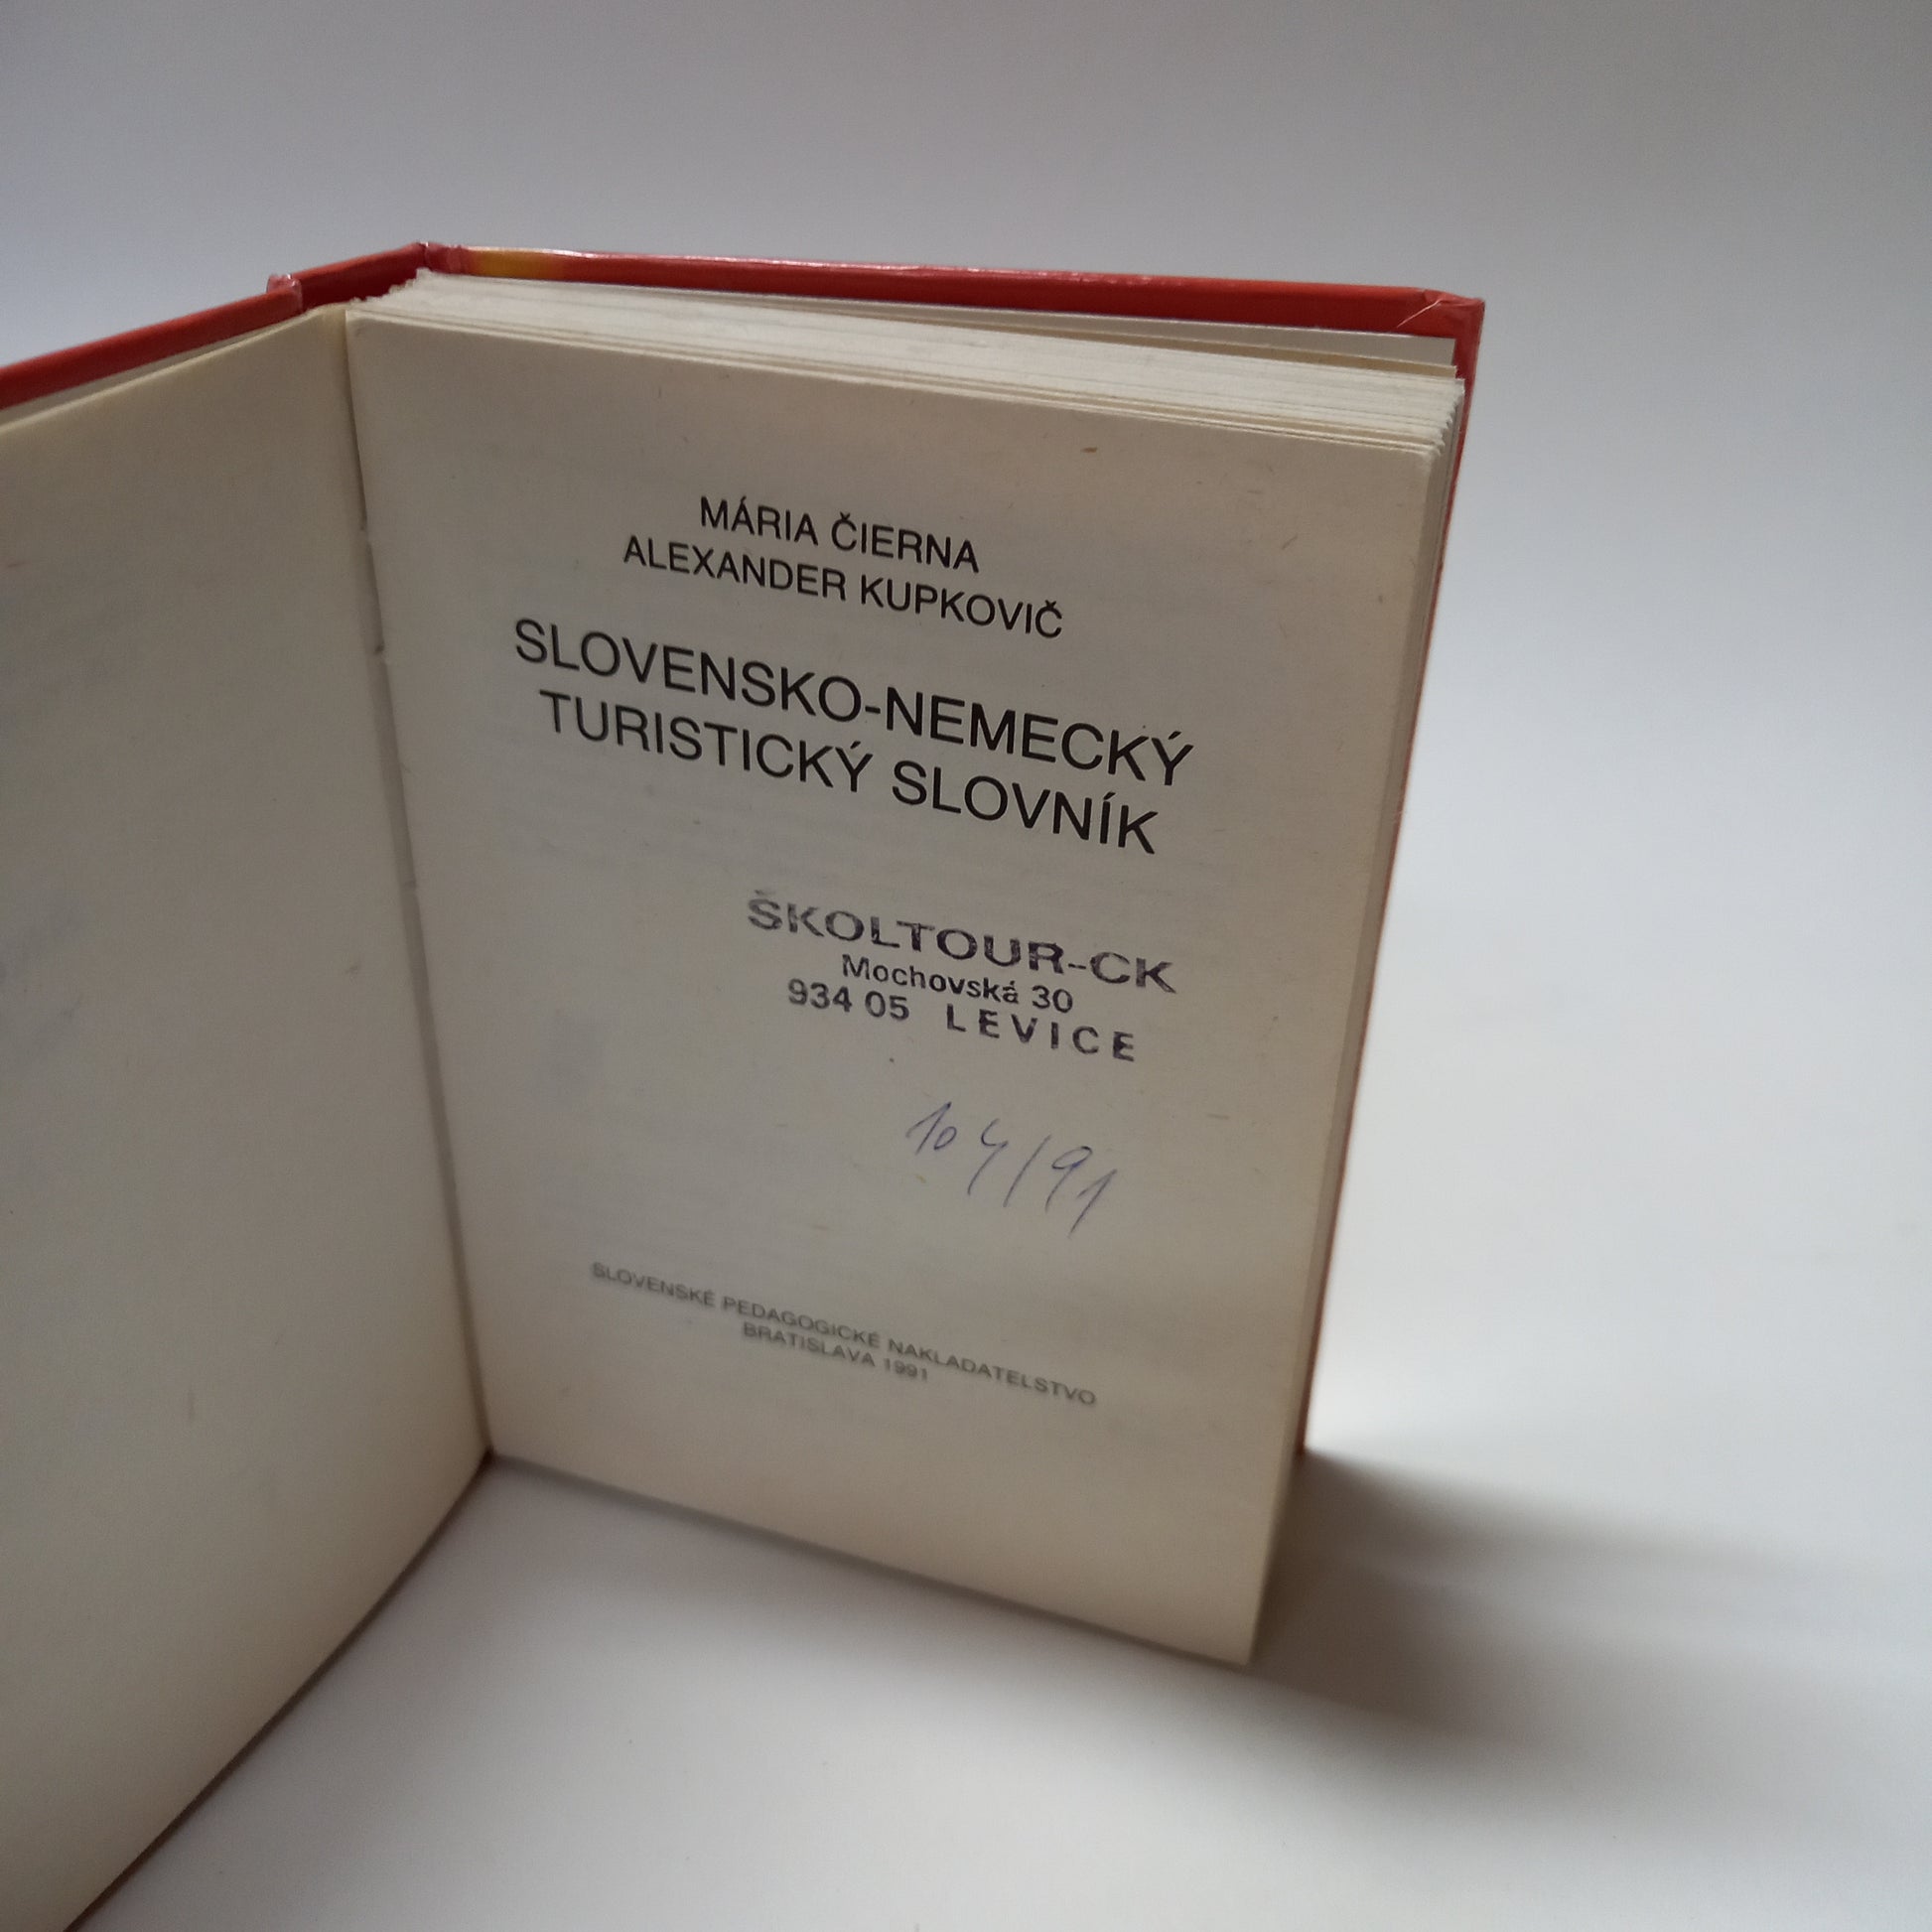 MÁRIA ČIERNA
ALEXANDER KUPKOVIČ
SLOVENSKO-NEMECKÝ
TURISTICKÝ SLOVNÍK
ŠKOLTOUR-CK
Mochovská 30
934 05 LEVICE
104/91
SLOVENSKÉ PEDAGOGICKÉ NAKLADATELSTVO
BRATISLAVA 1991